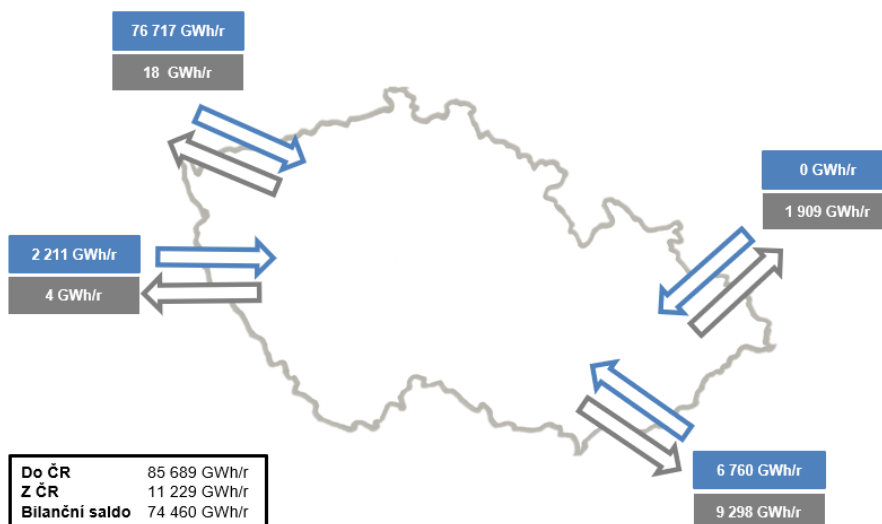 76 717 GWh/r
18 GWh/r
0 GWh/r
1 909 GWh/r
2 211 GWh/r
4 GWh/r
Do ČR 85 689 GWh/r
Z ČR 11 229 GWh/r
Bilanční saldo 74 460 GWh/r
6 760 GWh/r
9 298 GWh/r